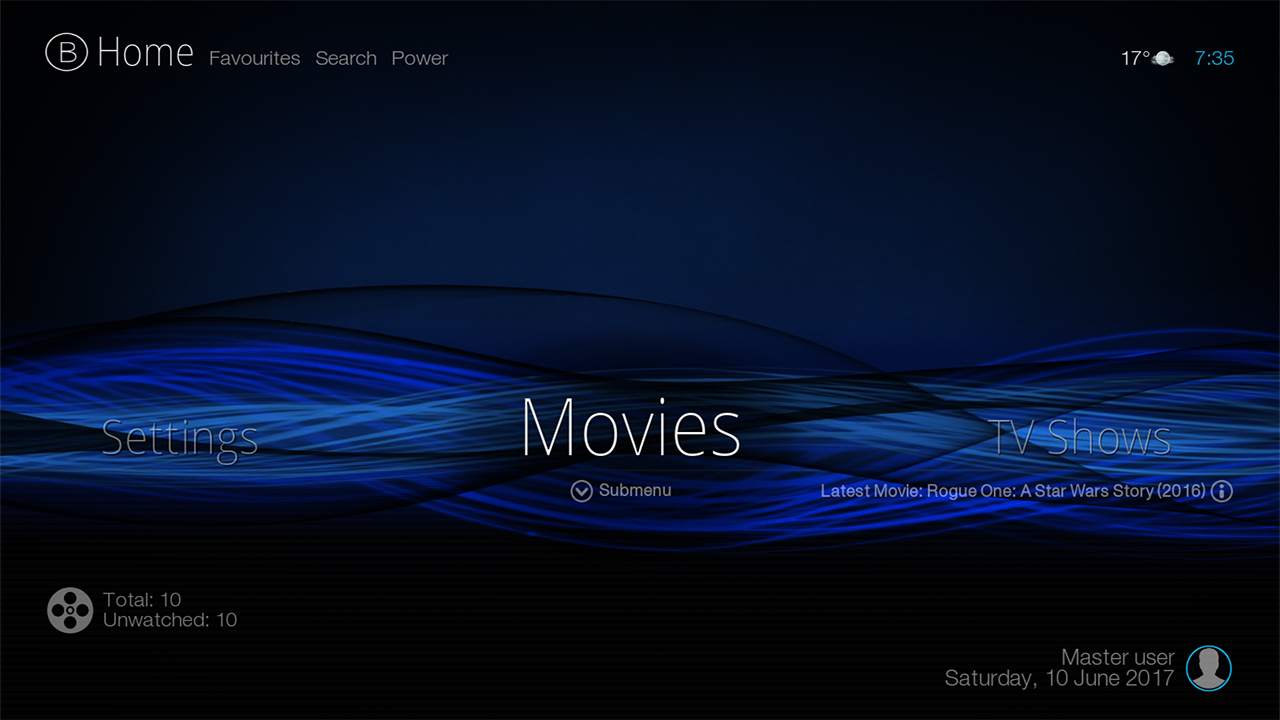 B Home Favourites Search Power
17° 7:35
Settings Movies TV Shows
Submenu
Latest Movie: Rogue One: A Star Wars Story (2016)
Total: 10
Unwatched: 10
Master user
Saturday, 10 June 2017